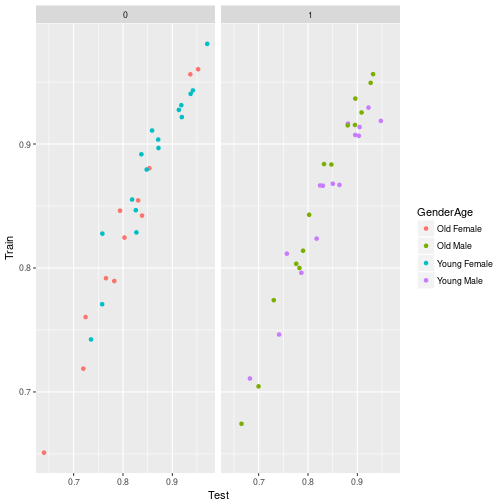 0 1
Train
0.9
0.8
0.7
0.7 0.8 0.9 0.7 0.8 0.9
Test
GenderAge
Old Female
Old Male
Young Female
Young Male